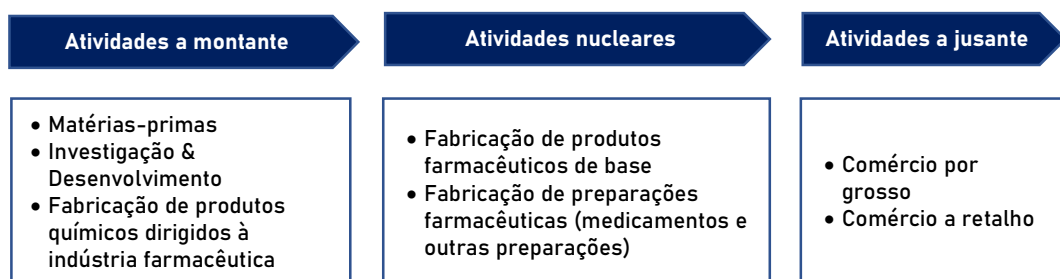 Atividades a montante
Atividades nucleares
Atividades a jusante
• Matérias-primas
• Investigação &
Desenvolvimento
• Fabricação de produtos
químicos dirigidos à
indústria farmacêutica
• Fabricação de produtos
farmacêuticos de base
• Fabricação de preparações
farmacêuticas (medicamentos e
outras preparações)
• Comércio por
grosso
• Comércio a retalho